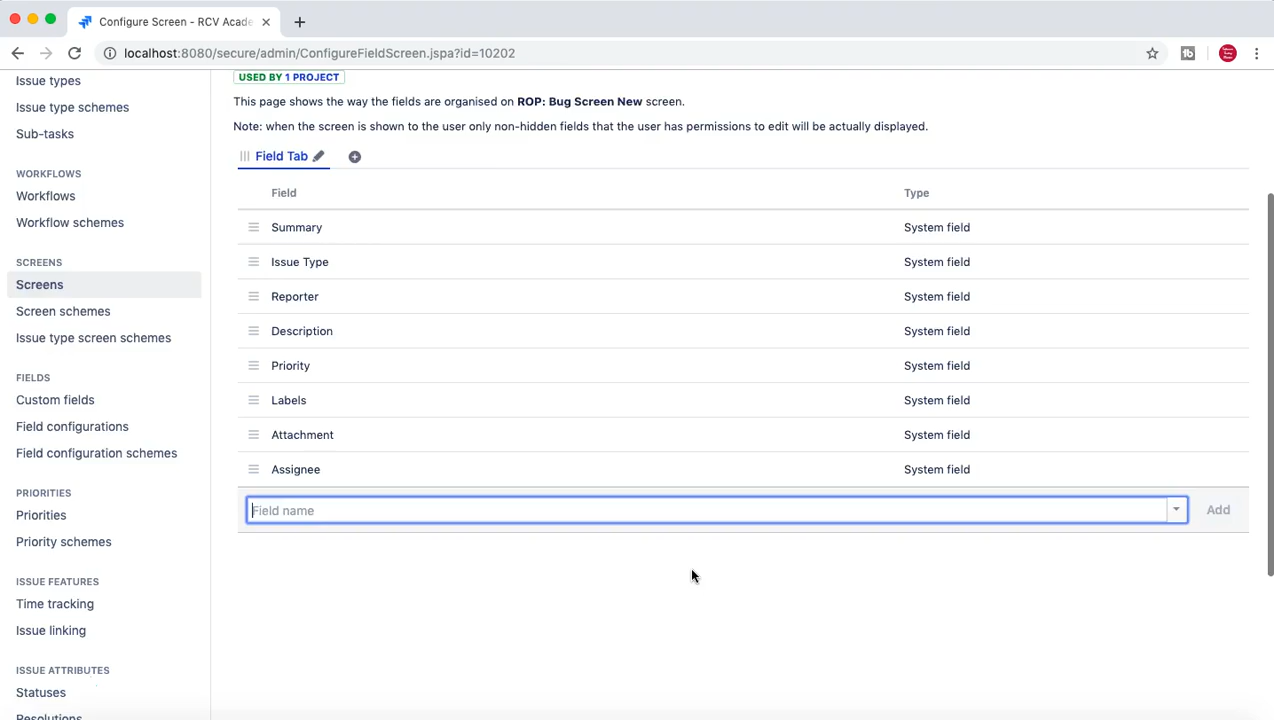 Configure Screen - RCV Acade
localhost:8080/secure/admin/ConfigureFieldScreen.jspa?id=10202
Issue types
Issue type schemes
Sub-tasks
WORKFLOWS
Workflows
Workflow schemes
SCREENS
Screens
Screen schemes
Issue type screen schemes
FIELDS
Custom fields
Field configurations
Field configuration schemes
PRIORITIES
Priorities
Priority schemes
ISSUE FEATURES
Time tracking
Issue linking
ISSUE ATTRIBUTES
Statuses
Resolutions
USED BY 1 PROJECT
This page shows the way the fields are organised on ROP: Bug Screen New screen.
Note: when the screen is shown to the user only non-hidden fields that the user has permissions to edit will be actually displayed.
Field Tab
Field Type
Summary System field
Issue Type System field
Reporter System field
Description System field
Priority System field
Labels System field
Attachment System field
Assignee System field
Field name Add